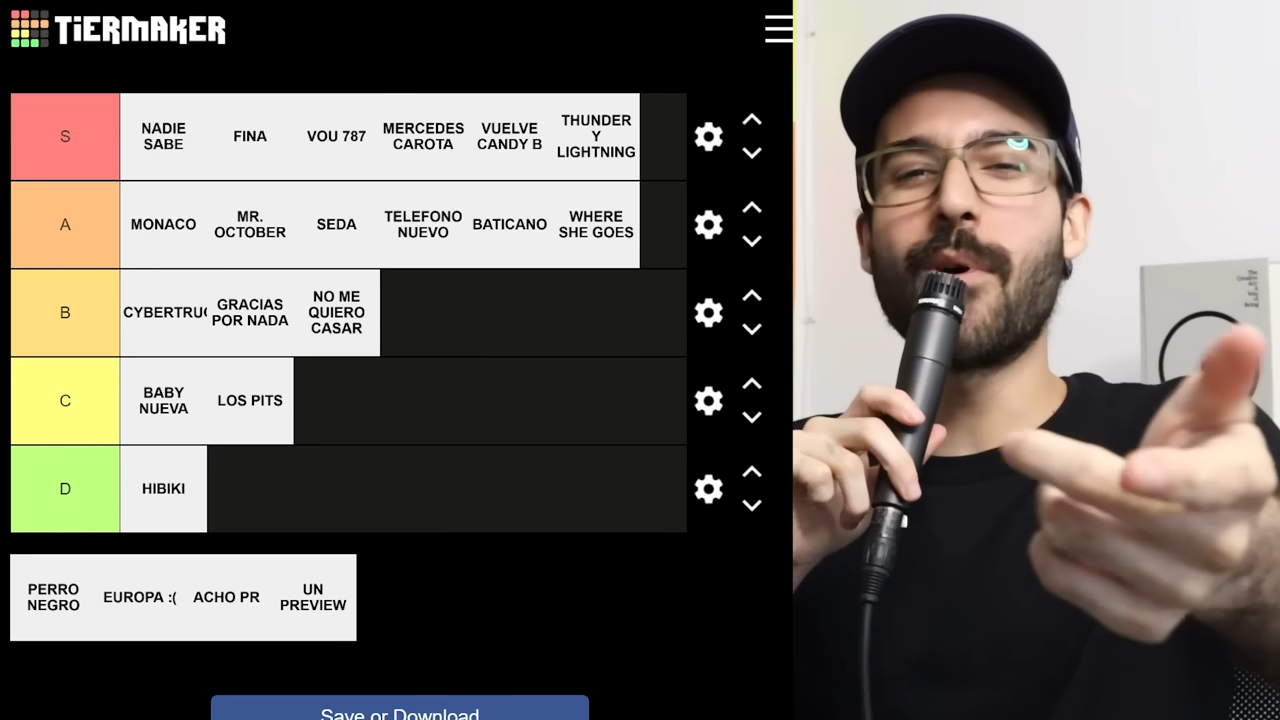 TiERMAKER
S
NADIE
SABE
FINA
VOU 787
MERCEDES
CAROTA
VUELVE
CANDY B
THUNDER
Y
LIGHTNING
A
MONACO
MR.
OCTOBER
SEDA
TELEFONO
NUEVO
BATICANO
WHERE
SHE GOES
B
CYBERTRUC
GRACIAS
POR NADA
NO ME
QUIERO
CASAR
C
BABY
NUEVA
LOS PITS
D
HIBIKI
PERRO
NEGRO
EUROPA :(
ACHO PR
UN
PREVIEW
Save or Download